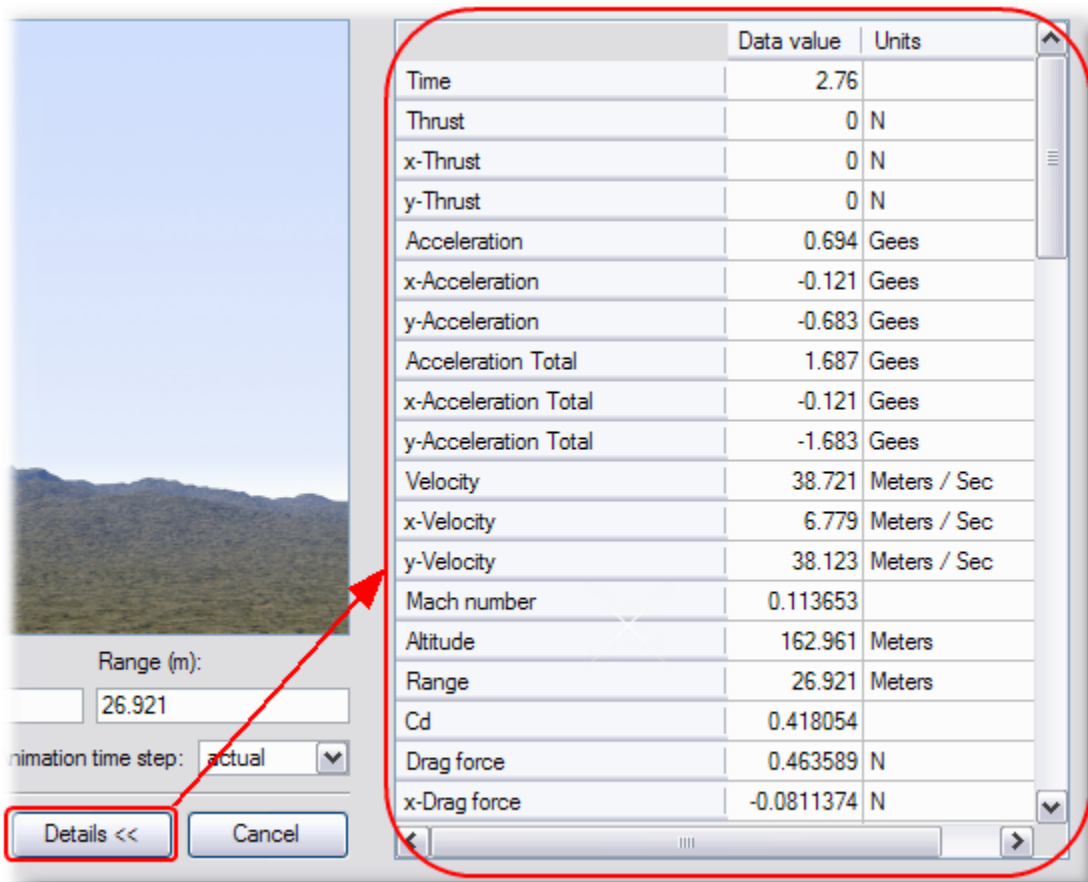 Data value Units
Time 2.76
Thrust 0 N
x-Thrust 0 N
y-Thrust 0 N
Acceleration 0.694 Gees
x-Acceleration -0.121 Gees
y-Acceleration -0.683 Gees
Acceleration Total 1.687 Gees
x-Acceleration Total -0.121 Gees
y-Acceleration Total -1.683 Gees
Velocity 38.721 Meters / Sec
x-Velocity 6.779 Meters / Sec
y-Velocity 38.123 Meters / Sec
Mach number 0.113653
Altitude 162.961 Meters
Range 26.921 Meters
Cd 0.418054
Drag force 0.463589 N
x-Drag force -0.0811374 N
Range (m):
26.921
nimation time step: actual
Details << Cancel